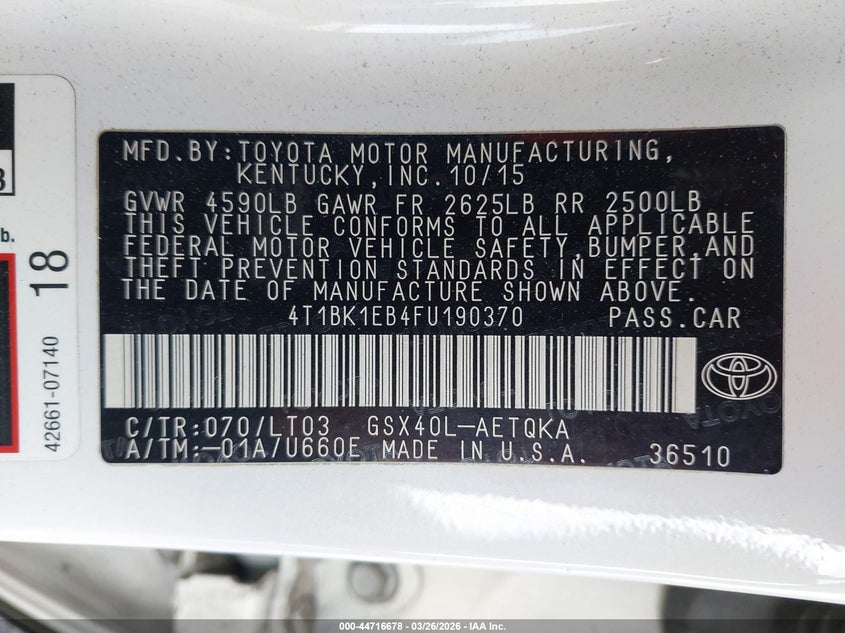 MFD.BY:TOYOTA MOTOR MANUFACTURING,
KENTUCKY,INC.10/15
GVWR 4590LB GAWR FR 2625LB RR 2500LB
THIS VEHICLE CONFORMS TO ALL APPLICABLE
FEDERAL MOTOR VEHICLE SAFETY,BUMPER,AND
THEFT PREVENTION STANDARDS IN EFFECT ON
THE DATE OF MANUFACTURE SHOWN ABOVE.
4T1BK1EB4FU190370 PASS.CAR
C/TR:070/LT03 GSX40L-AETQKA
A/TM:-01A/U660E MADE IN U.S.A. 36510
b.
18
42661-07140
000-44716678 | 03/26/2026 | IAA Inc.